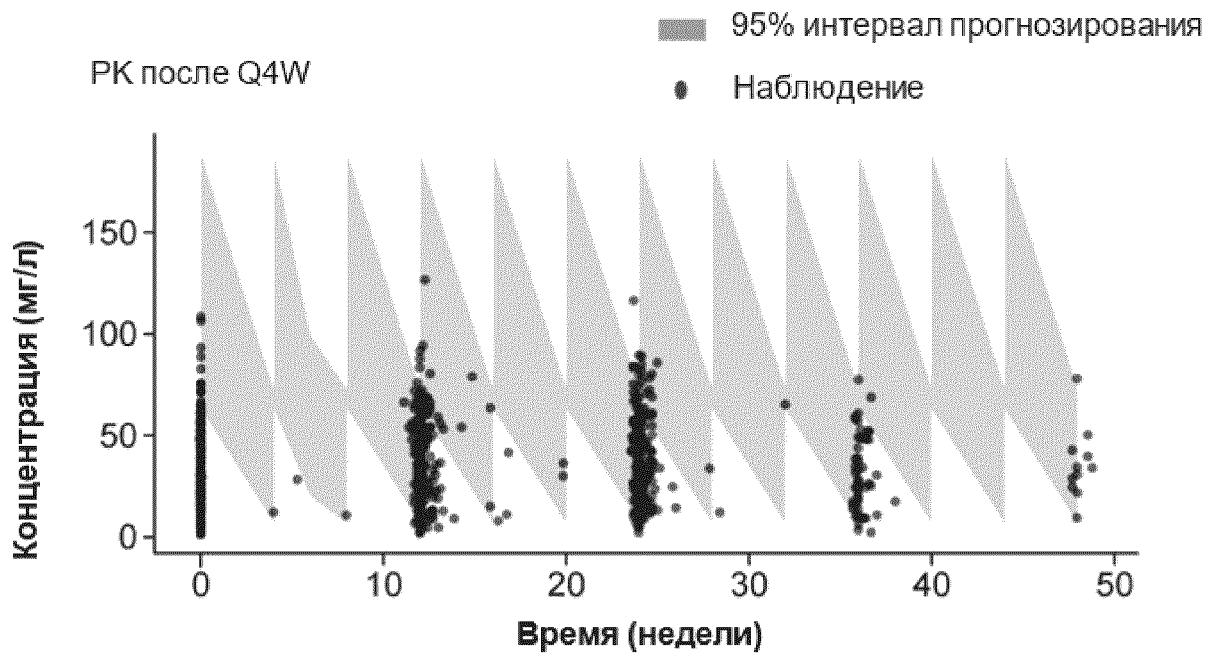 95% интервал прогнозирования
PK после Q4W
Наблюдение
Концентрация (мг/л)
150
100
50
0
0 10 20 30 40 50
Время (недели)